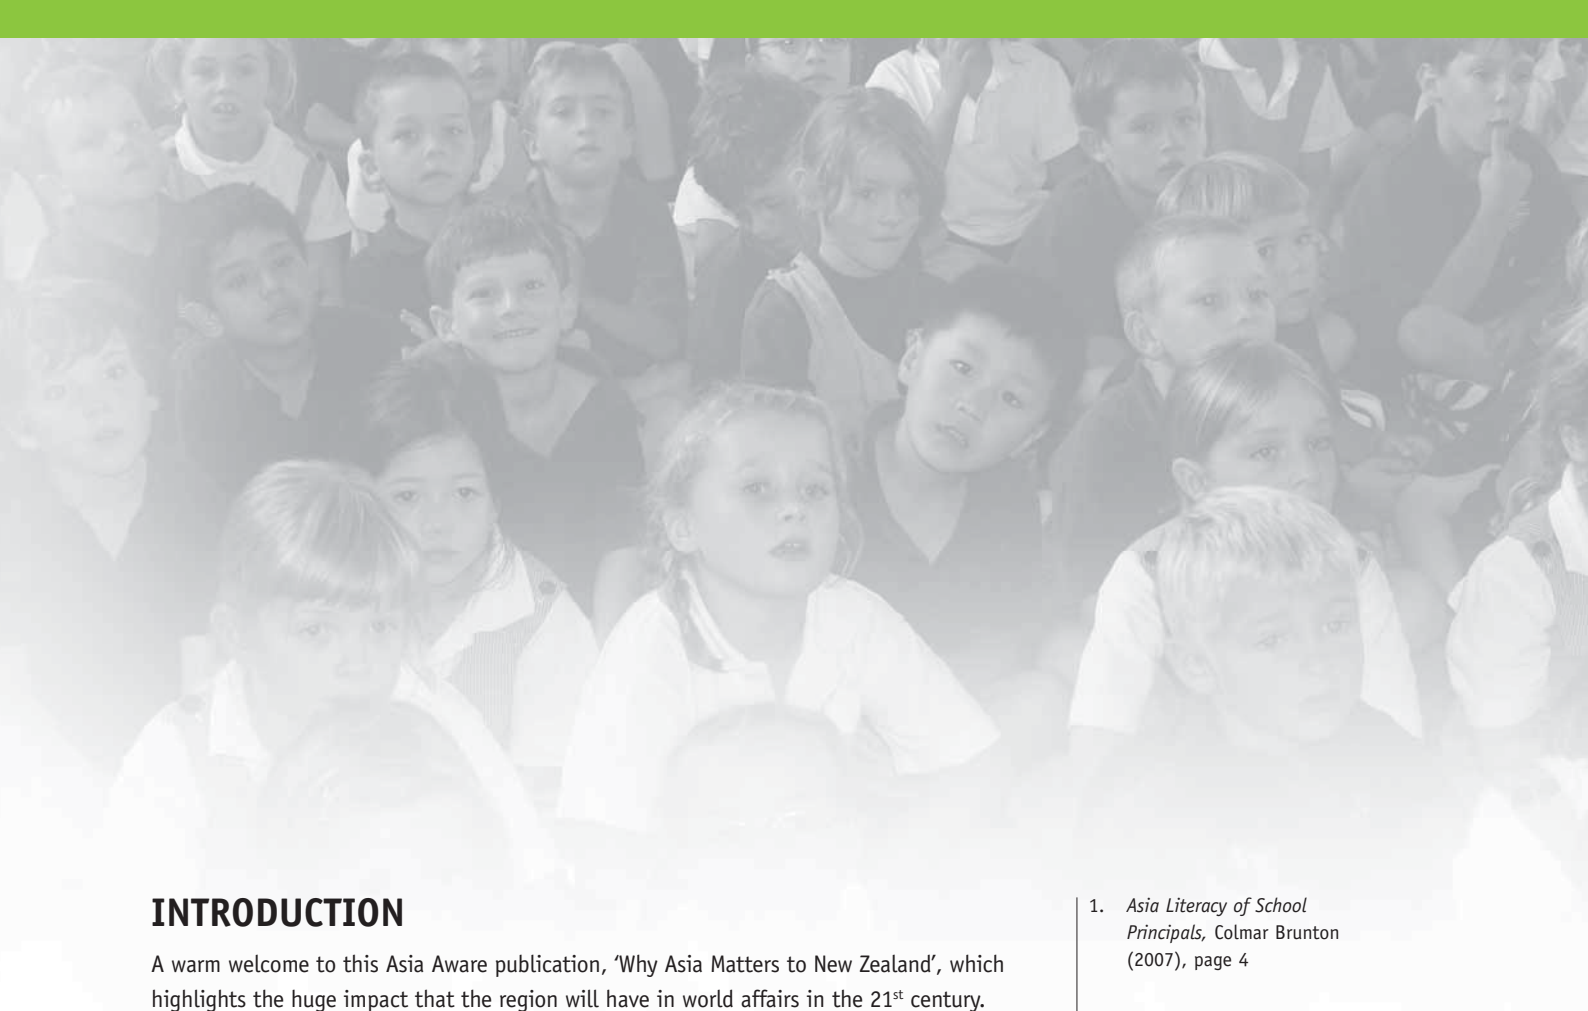 INTRODUCTION
A warm welcome to this Asia Aware publication, ‘Why Asia Matters to New Zealand’, which
highlights the huge impact that the region will have in world affairs in the 21st century.
1. Asia Literacy of School
Principals, Colmar Brunton
(2007), page 4